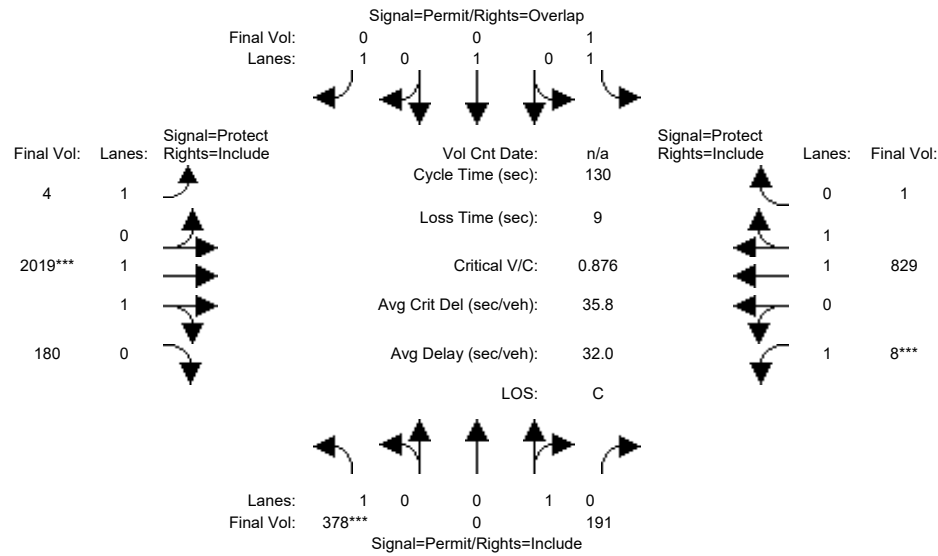 Signal=Permit/Rights=Overlap
Final Vol: 0 0 1
Lanes: 1 0 1 0 1
Signal=Protect Signal=Protect
Final Vol: Lanes: Rights=Include Vol Cnt Date: n/a Rights=Include Lanes: Final Vol:
Cycle Time (sec): 130
4 1 0 1
Loss Time (sec): 9
0 1
2019*** 1 Critical V/C: 0.876 1 829
1 Avg Crit Del (sec/veh): 35.8 0
180 0 Avg Delay (sec/veh): 32.0 1 8***
LOS: C
Lanes: 1 0 0 1 0
Final Vol: 378*** 0 191
Signal=Permit/Rights=Include